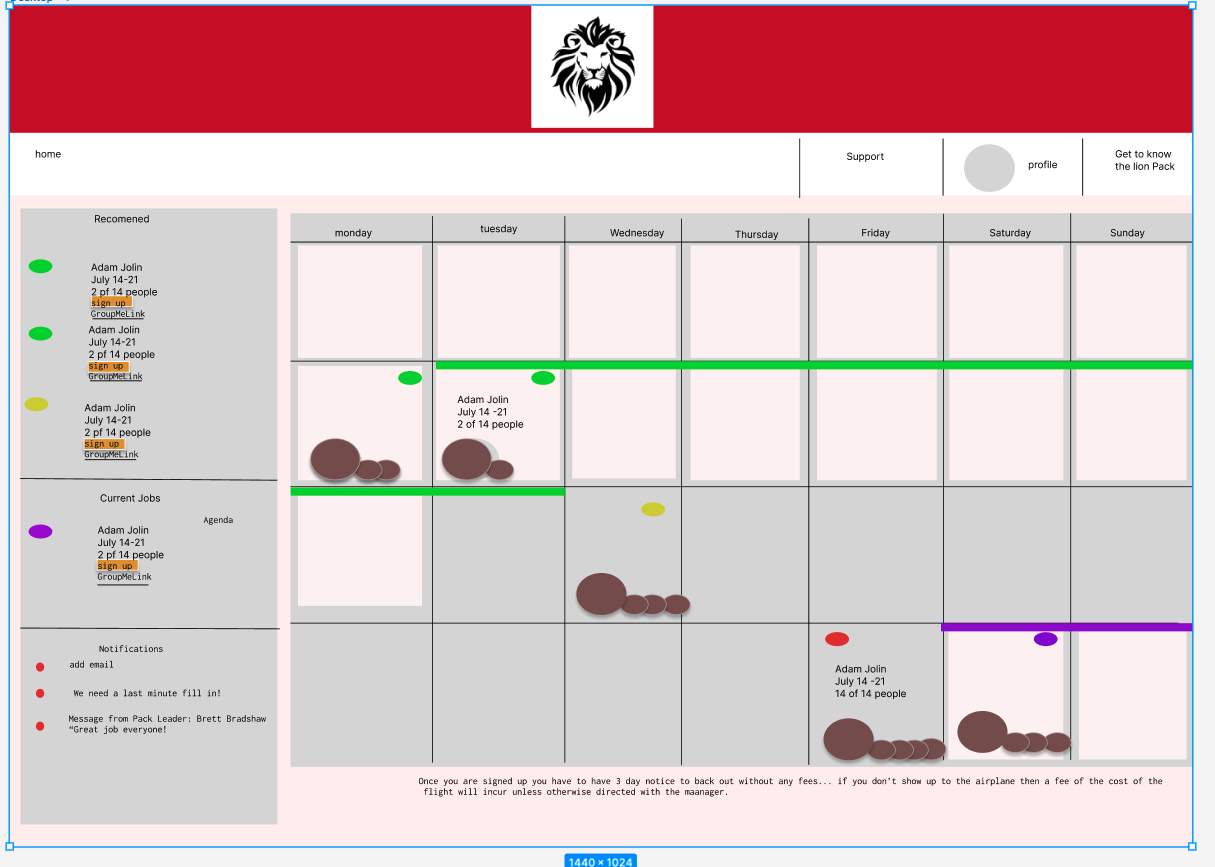 home
Support
profile
Get to know
the lion Pack
Recomened
Adam Jolin
July 14-21
2 pf 14 people
sign up
GroupMeLink
Adam Jolin
July 14-21
2 pf 14 people
sign up
GroupMeLink
Adam Jolin
July 14-21
2 pf 14 people
sign up
GroupMeLink
Current Jobs
Agenda
Adam Jolin
July 14-21
2 pf 14 people
sign up
GroupMeLink
Notifications
add email
We need a last minute fill in!
Message from Pack Leader: Brett Bradshaw
“Great job everyone!
monday
tuesday
Wednesday
Thursday
Friday
Saturday
Sunday
Adam Jolin
July 14 -21
2 of 14 people
Adam Jolin
July 14 -21
14 of 14 people
Once you are signed up you have to have 3 day notice to back out without any fees... if you don't show up to the airplane then a fee of the cost of the
flight will incur unless otherwise directed with the maanager.
1440 × 1024